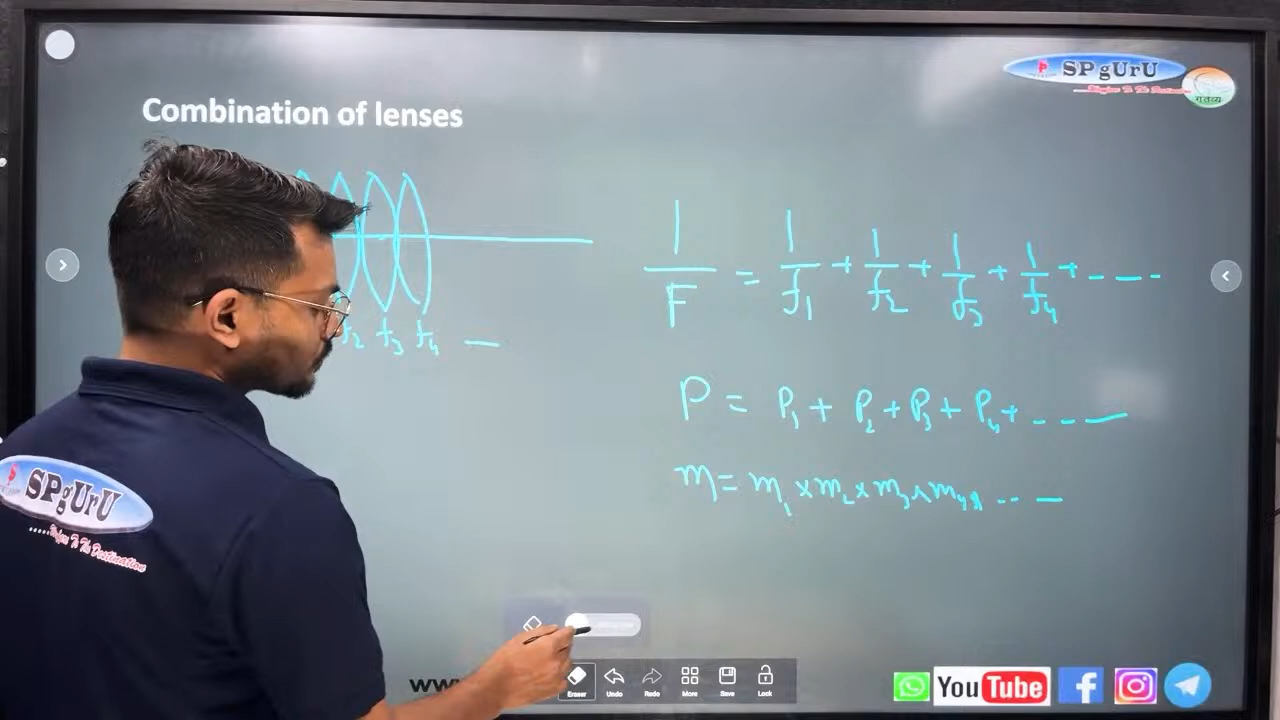 SPgUrU
गुरुत्व
Combination of lenses
1/F = 1/f₁ + 1/f₂ + 1/f₃ + 1/f₄ + - - - -
f₂ f₃ f₄ —
P = P₁ + P₂ + P₃ + P₄ + - - —
m = m₁ × m₂ × m₃ × m₄ × - - —
SPgUrU
Eraser Undo Redo More Save Lock
YouTube